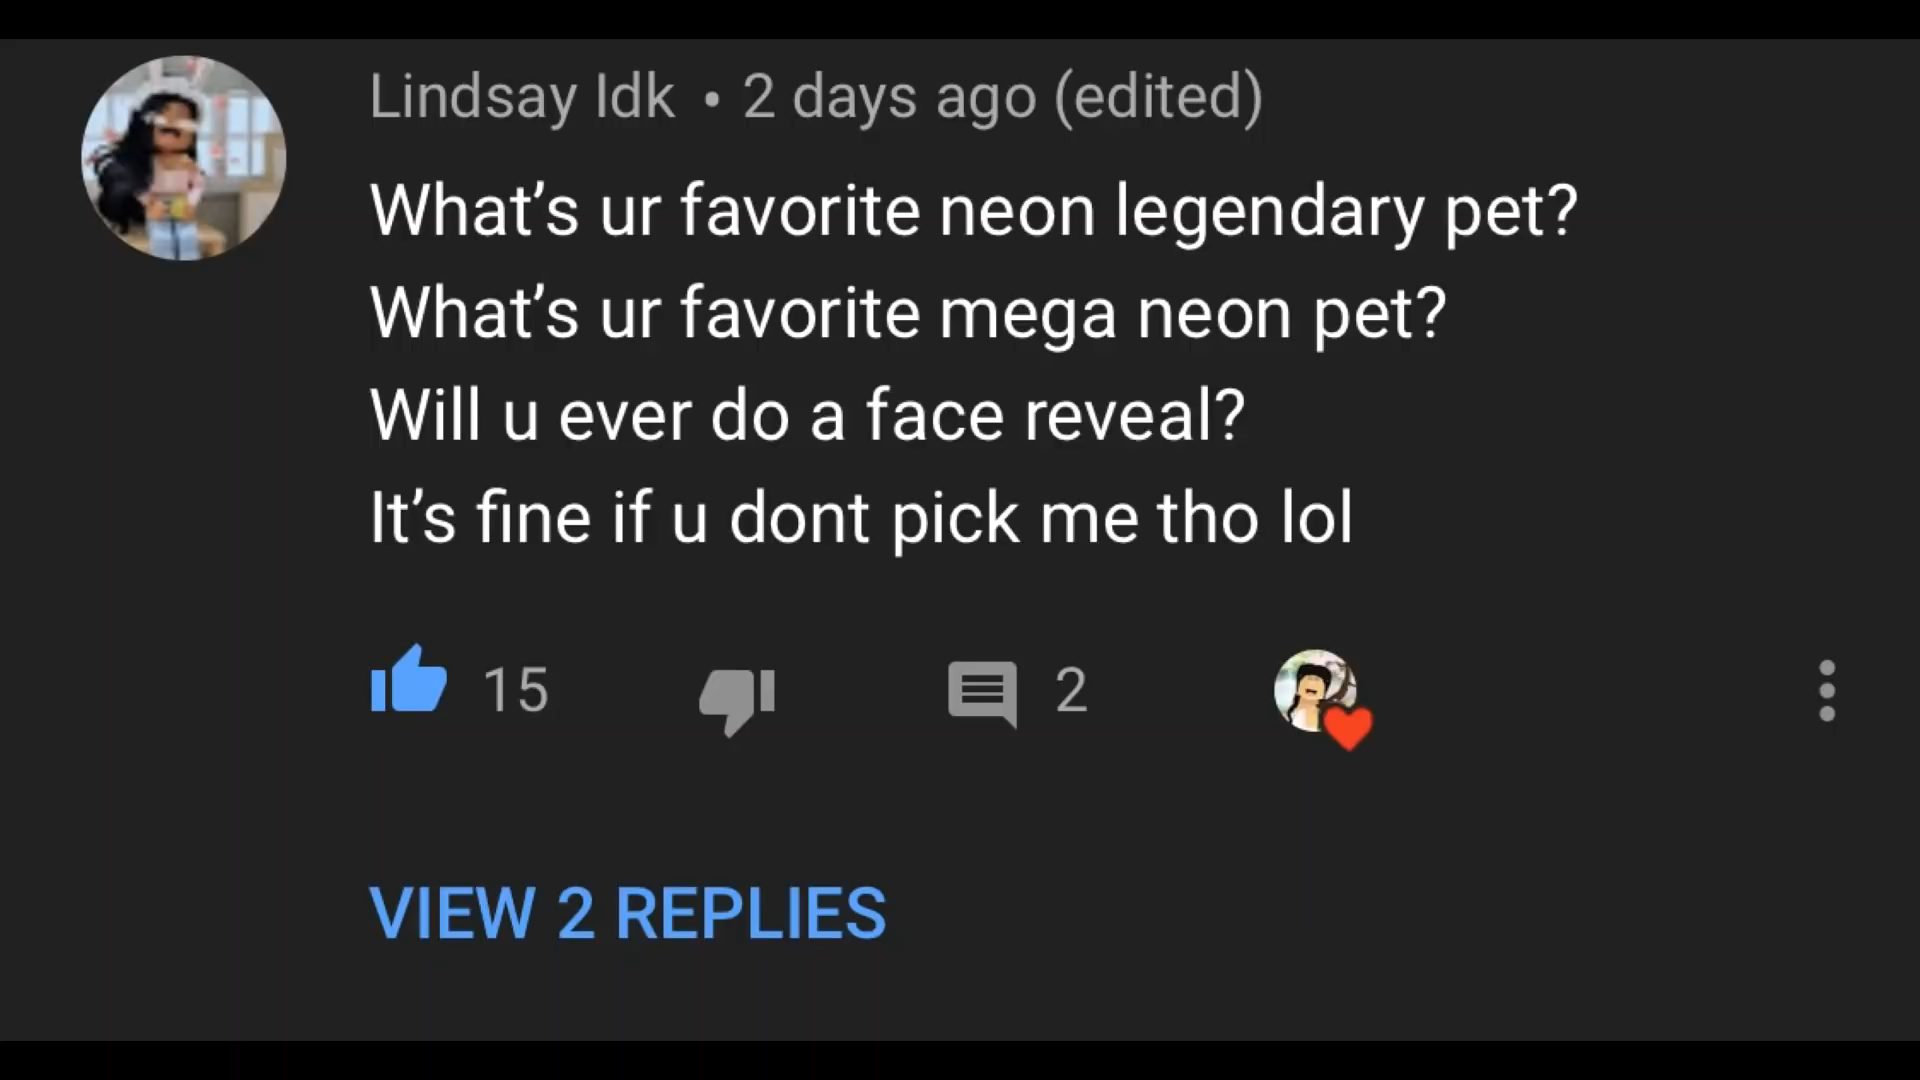 Lindsay Idk • 2 days ago (edited)
What's ur favorite neon legendary pet?
What's ur favorite mega neon pet?
Will u ever do a face reveal?
It's fine if u dont pick me tho lol
15 2
VIEW 2 REPLIES